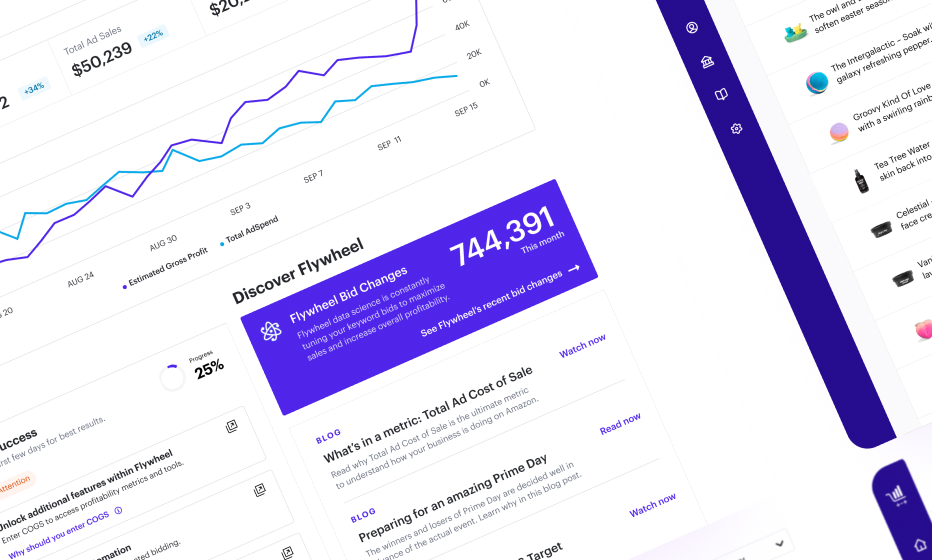 Total Ad Sales
$50,239
+22%
+34%
2
40K
20K
0K
SEP 15
SEP 11
SEP 7
SEP 3
AUG 30
AUG 24
20
Estimated Gross Profit
Total AdSpend
Discover Flywheel
Flywheel Bid Changes
Flywheel data science is constantly
tuning your keyword bids to maximize
sales and increase overall profitability.
744,391
This month
See Flywheel's recent bid changes
Progress
25%
uccess
rst few days for best results.
Attention
Unlock additional features within Flywheel
Enter COGS to access profitability metrics and tools.
Why should you enter COGS
omation
ted bidding.
Watch now
BLOG
What's in a metric: Total Ad Cost of Sale
Read why Total Ad Cost of Sale is the ultimate metric
to understand how your business is doing on Amazon.
Read now
BLOG
Preparing for an amazing Prime Day
The winners and losers of Prime Day are decided well in
ance of the actual event. Learn why in this blog post.
Watch now
Target
The owl and
soften easter seaso
The Intergalactic – Soak wi
galaxy refreshing pepper
Groovy Kind Of Love
with a swirling rainb
Tea Tree Water
skin back into
Celestial
face cre
Vani
lav